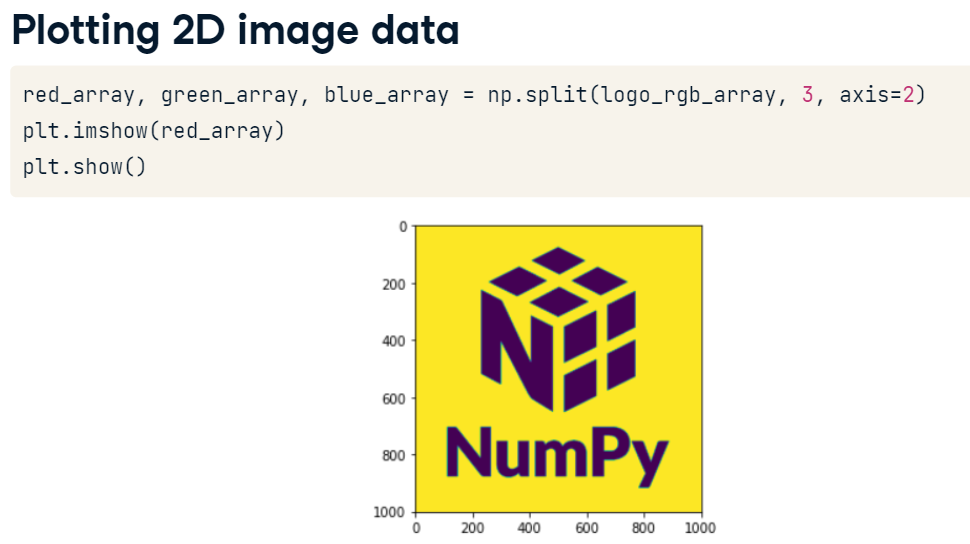 Plotting 2D image data
red_array, green_array, blue_array = np.split(logo_rgb_array, 3, axis=2)
plt.imshow(red_array)
plt.show()
0
200
400
600
800
1000
N
NumPy
0 200 400 600 800 1000